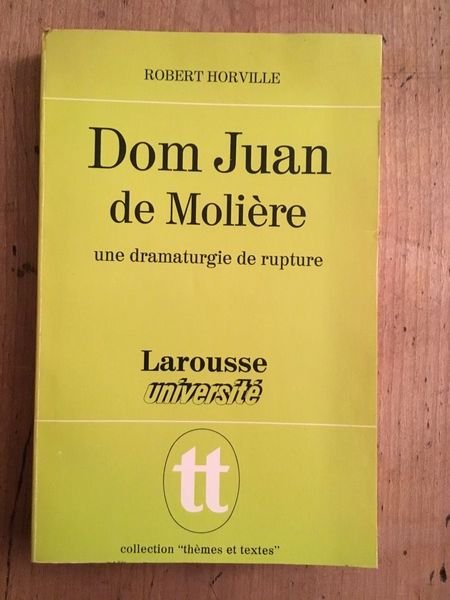 ROBERT HORVILLE
Dom Juan
de Molière
une dramaturgie de rupture
Larousse
université
tt
collection "thèmes et textes"